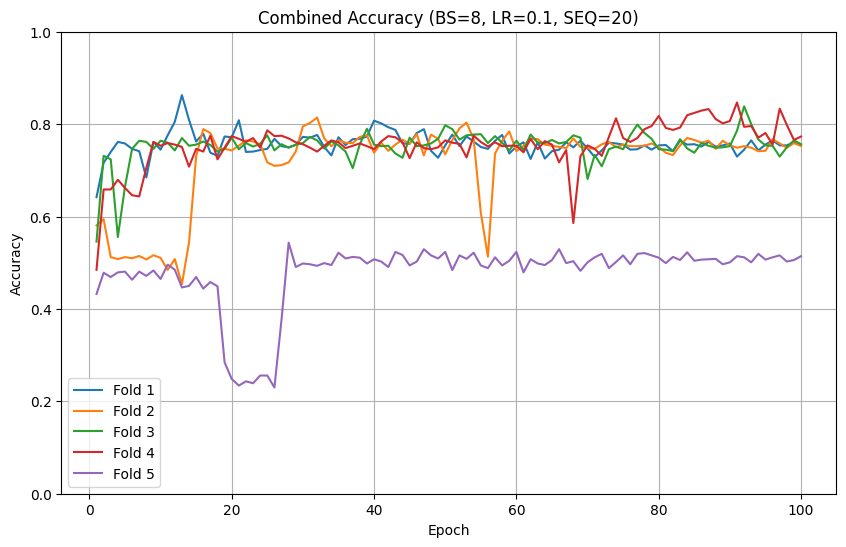 Combined Accuracy (BS=8, LR=0.1, SEQ=20)
1.0
0.8
0.6
0.4
0.2
0.0
Accuracy
Fold 1
Fold 2
Fold 3
Fold 4
Fold 5
0 20 40 60 80 100
Epoch